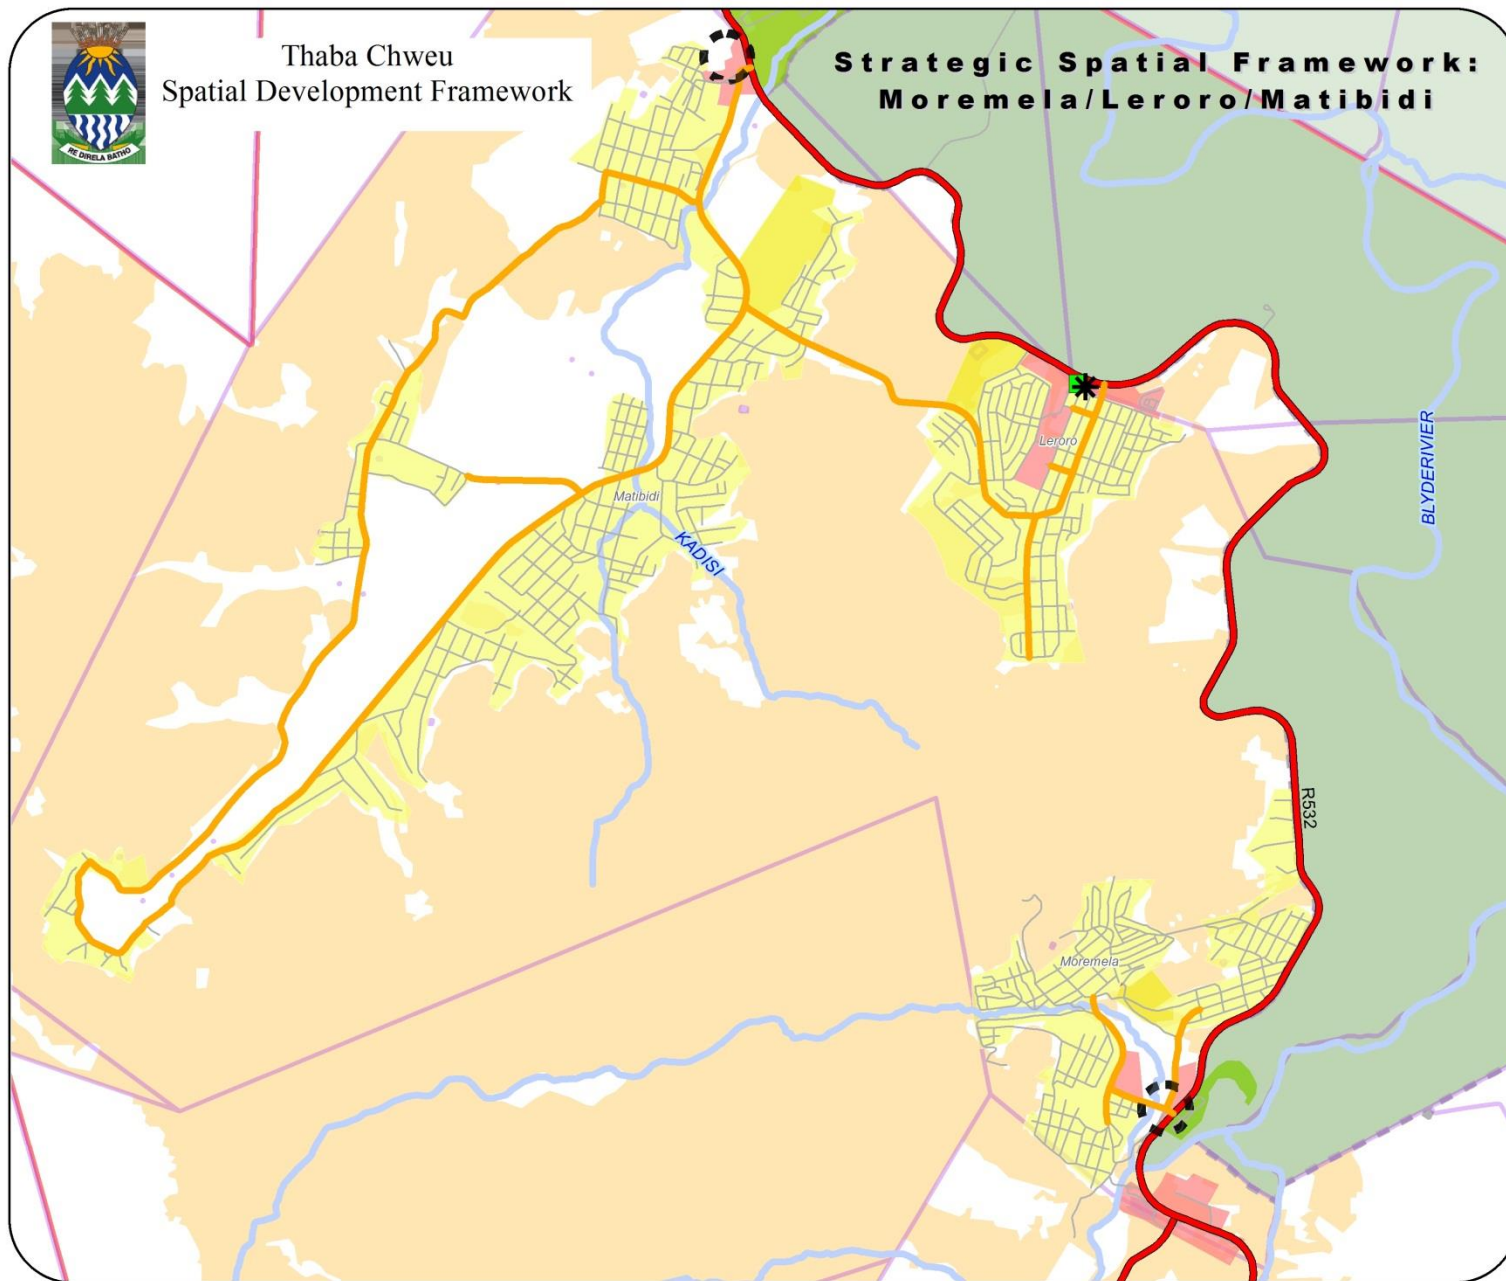 Thaba Chweu
Spatial Development Framework
RE DIRELA BATHO
Strategic Spatial Framework:
Moremela/Leroro/Matibidi
Leroro
BLYDERIVIER
Matibidi
KADISI
R532
Moremela